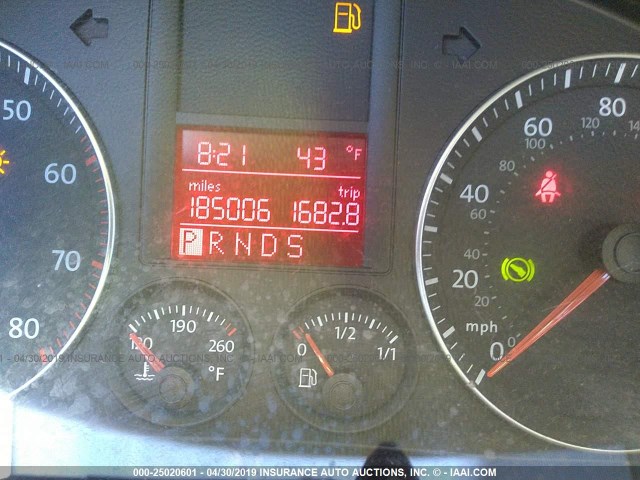 8:21 43 °F
miles trip
185006 1682.8
P R N D S
50
60
70
80
120 190 260
°F
0 1/2 1/1
0 20 40 60 80
0 20 40 60 80 100 120
mph
000-25020601 - 04/30/2019 INSURANCE AUTO AUCTIONS, INC. © - IAAI.COM